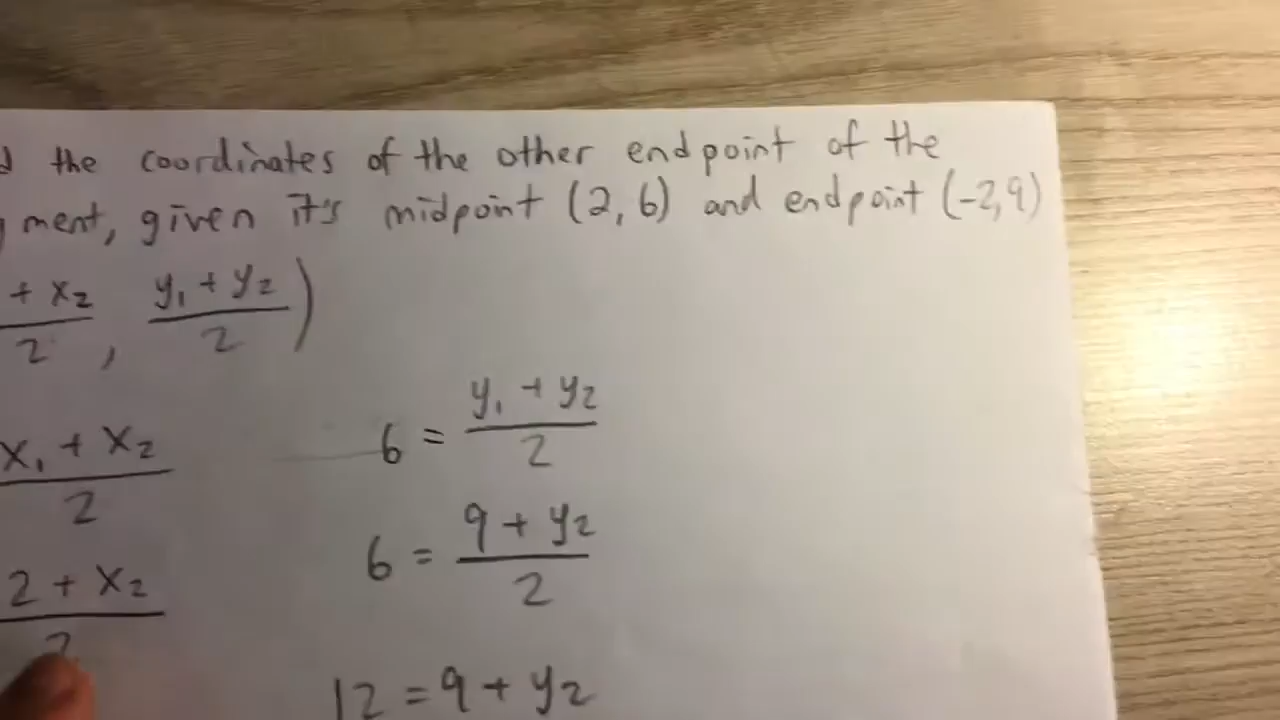 d the coordinates of the other endpoint of the
gment, given it's midpoint (2,6) and endpoint (-2,9)
+ x₂ / 2 , y₁ + y₂ / 2 )
x₁ + x₂ / 2
6 = y₁ + y₂ / 2
2 + x₂ / 2
6 = 9 + y₂ / 2
12 = 9 + y₂